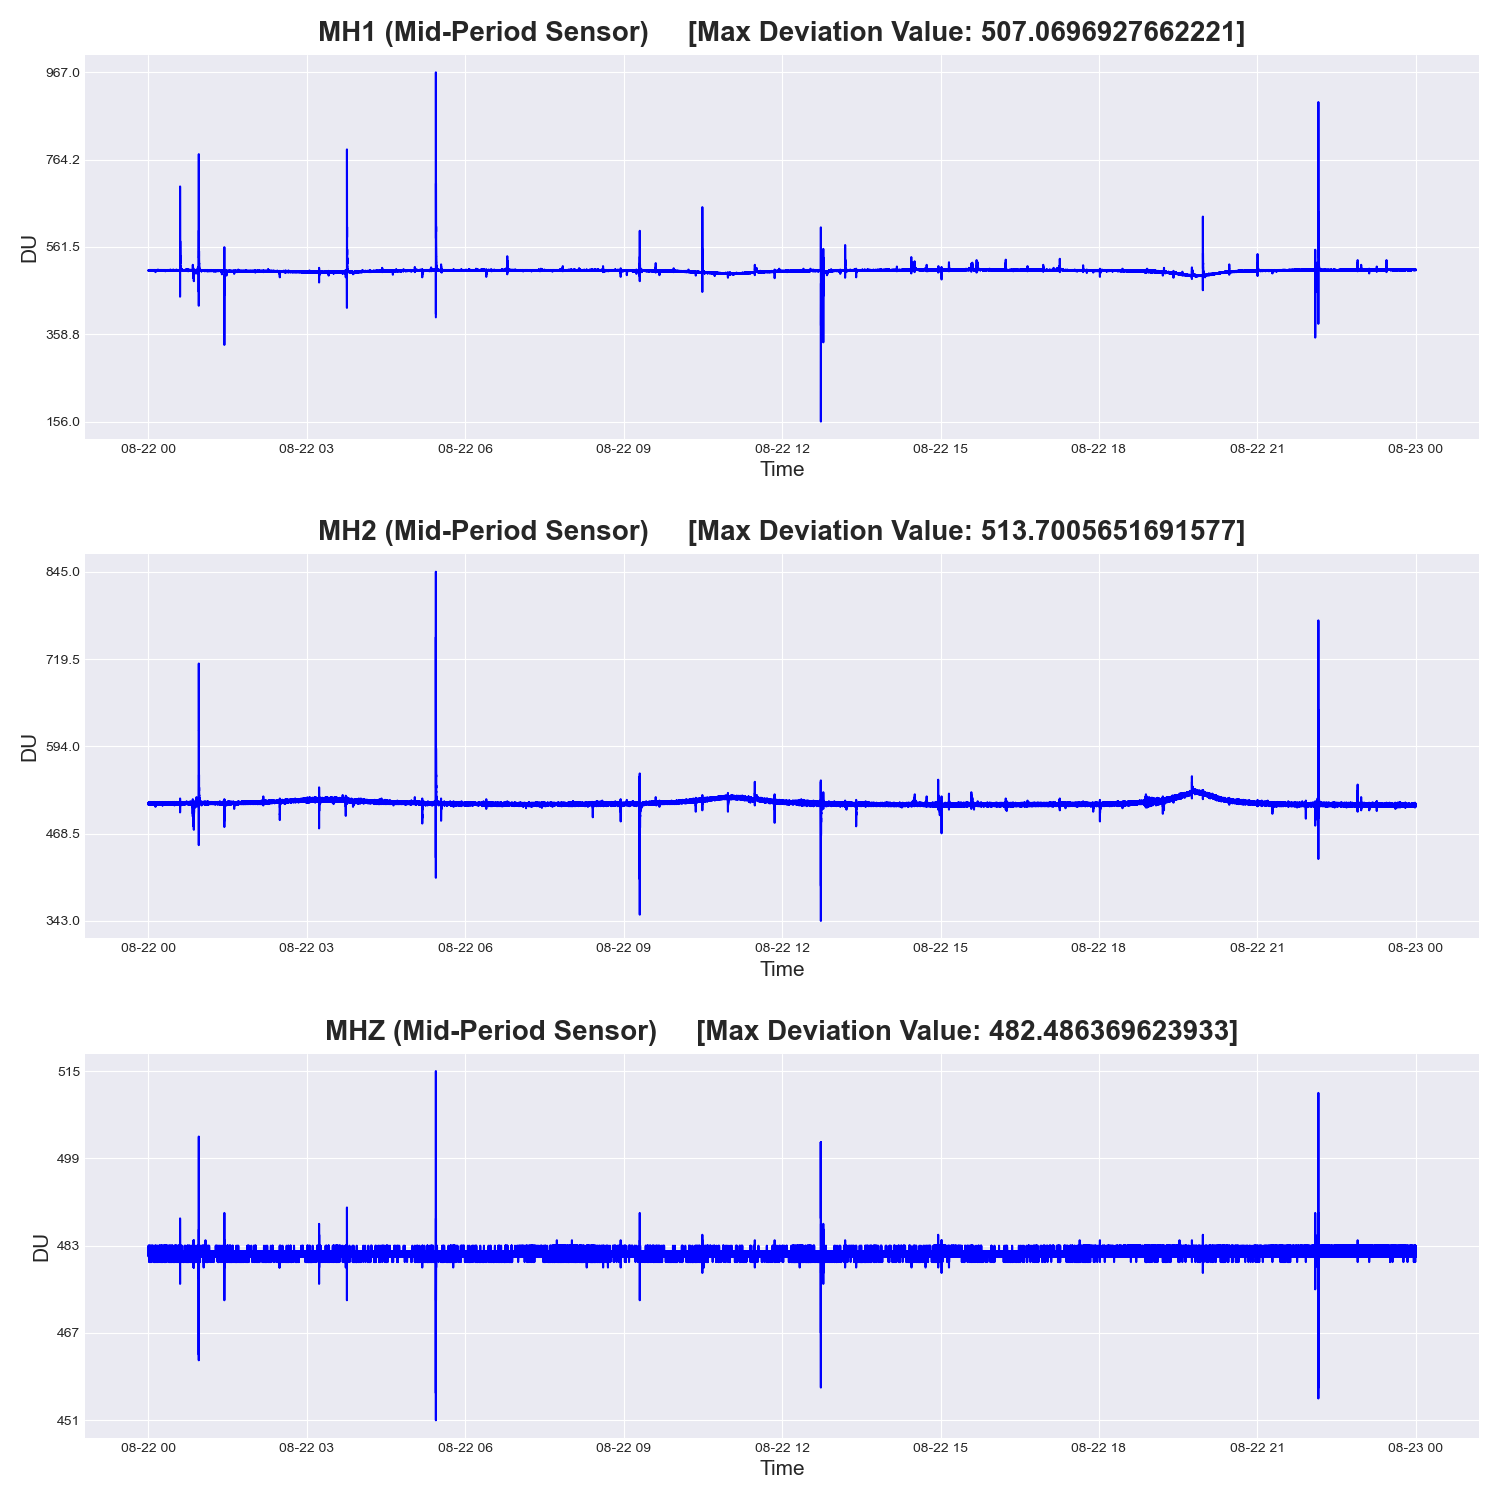 MH1 (Mid-Period Sensor) [Max Deviation Value: 507.0696927662221]
967.0
764.2
561.5
358.8
156.0
DU
08-22 00 08-22 03 08-22 06 08-22 09 08-22 12 08-22 15 08-22 18 08-22 21 08-23 00
Time
MH2 (Mid-Period Sensor) [Max Deviation Value: 513.7005651691577]
845.0
719.5
594.0
468.5
343.0
DU
08-22 00 08-22 03 08-22 06 08-22 09 08-22 12 08-22 15 08-22 18 08-22 21 08-23 00
Time
MHZ (Mid-Period Sensor) [Max Deviation Value: 482.486369623933]
515
499
483
467
451
DU
08-22 00 08-22 03 08-22 06 08-22 09 08-22 12 08-22 15 08-22 18 08-22 21 08-23 00
Time